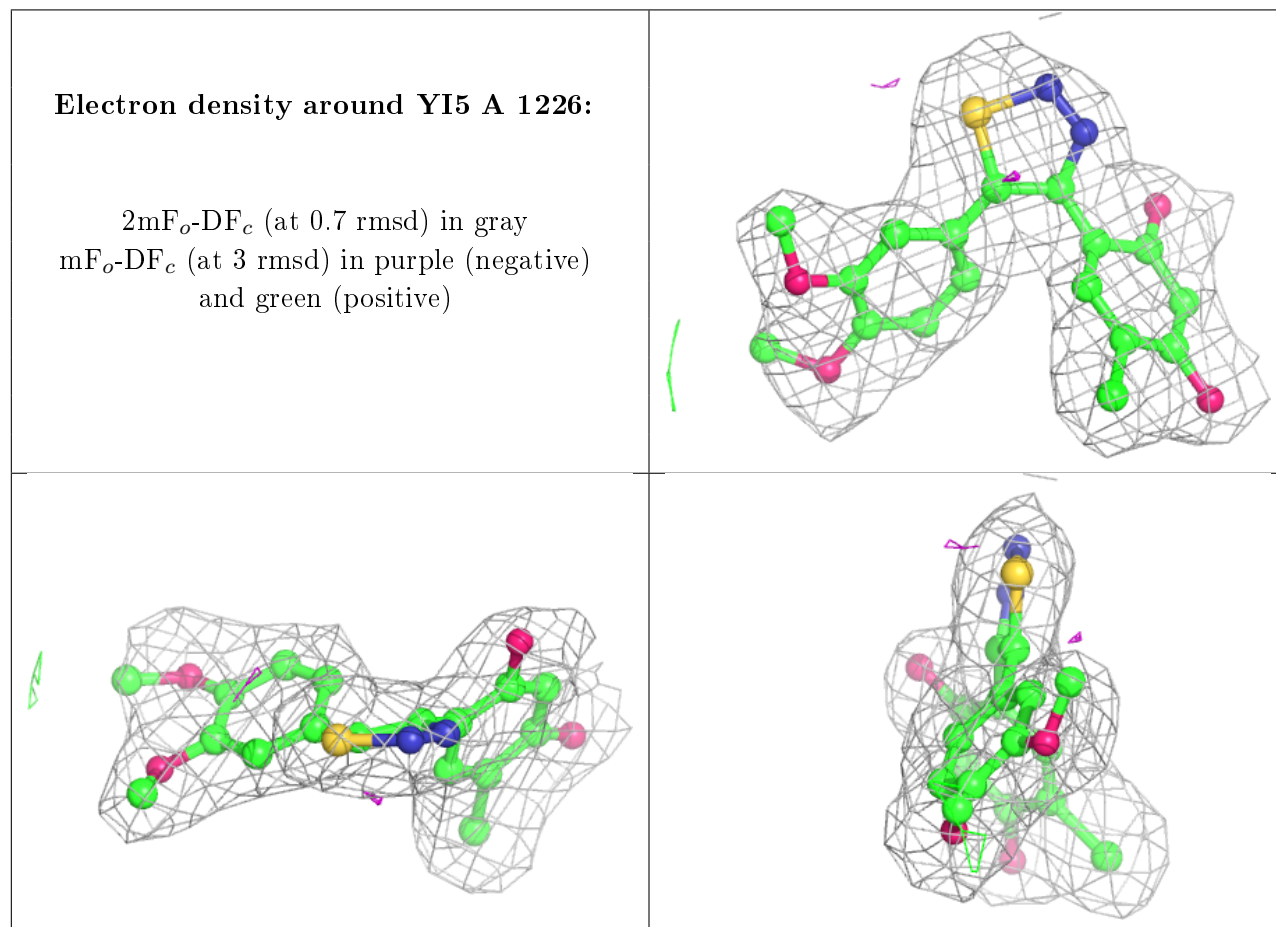 Electron density around YI5 A 1226:
2mFₒ-DF𝒸 (at 0.7 rmsd) in gray
mFₒ-DF𝒸 (at 3 rmsd) in purple (negative)
and green (positive)